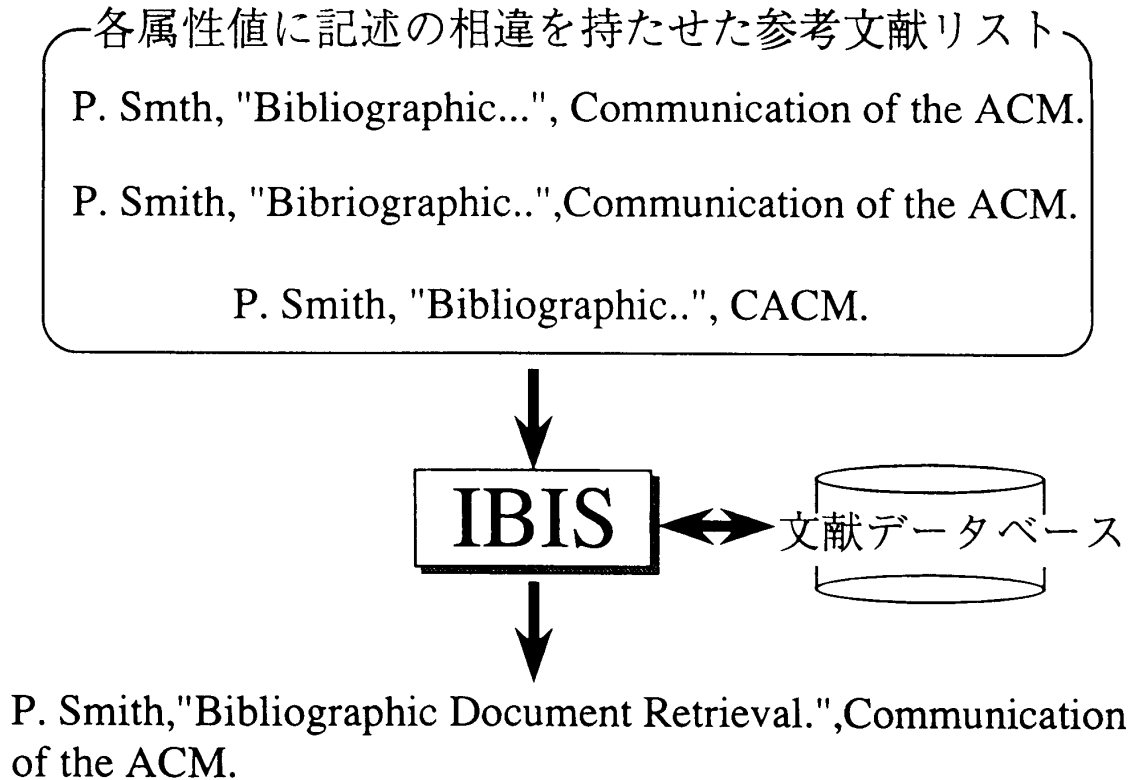 各属性値に記述の相違を持たせた参考文献リスト
P. Smth, "Bibliographic...", Communication of the ACM.
P. Smith, "Bibriographic..",Communication of the ACM.
P. Smith, "Bibliographic..", CACM.
IBIS
文献データベース
P. Smith,"Bibliographic Document Retrieval.",Communication
of the ACM.